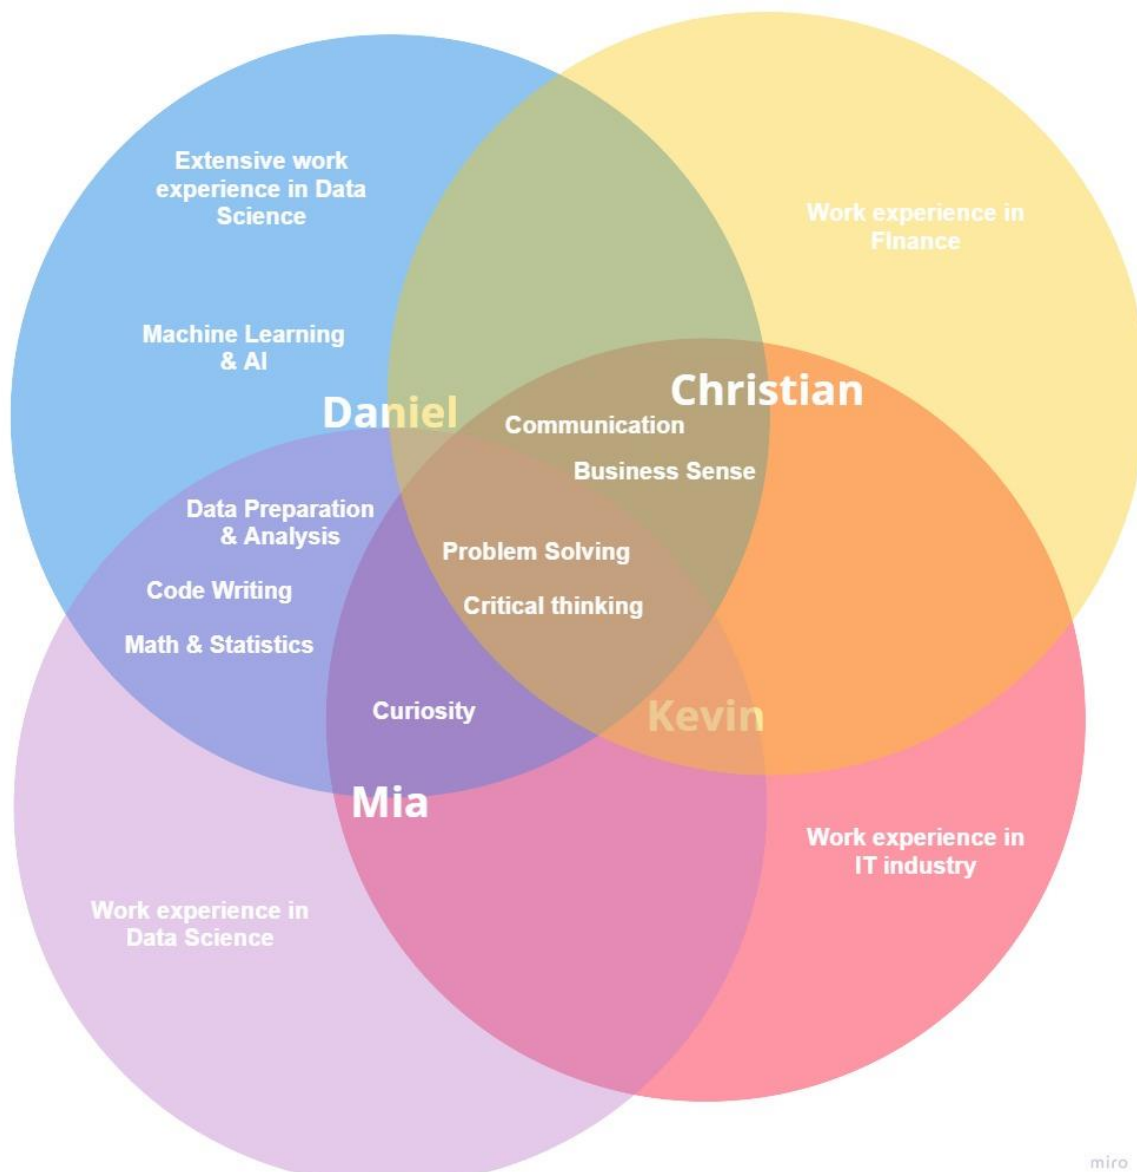 Extensive work
experience in Data
Science
Work experience in
FInance
Machine Learning
& AI
Christian
Daniel
Communication
Business Sense
Data Preparation
& Analysis
Problem Solving
Code Writing
Critical thinking
Math & Statistics
Curiosity
Kevin
Mia
Work experience in
IT industry
Work experience in
Data Science
miro